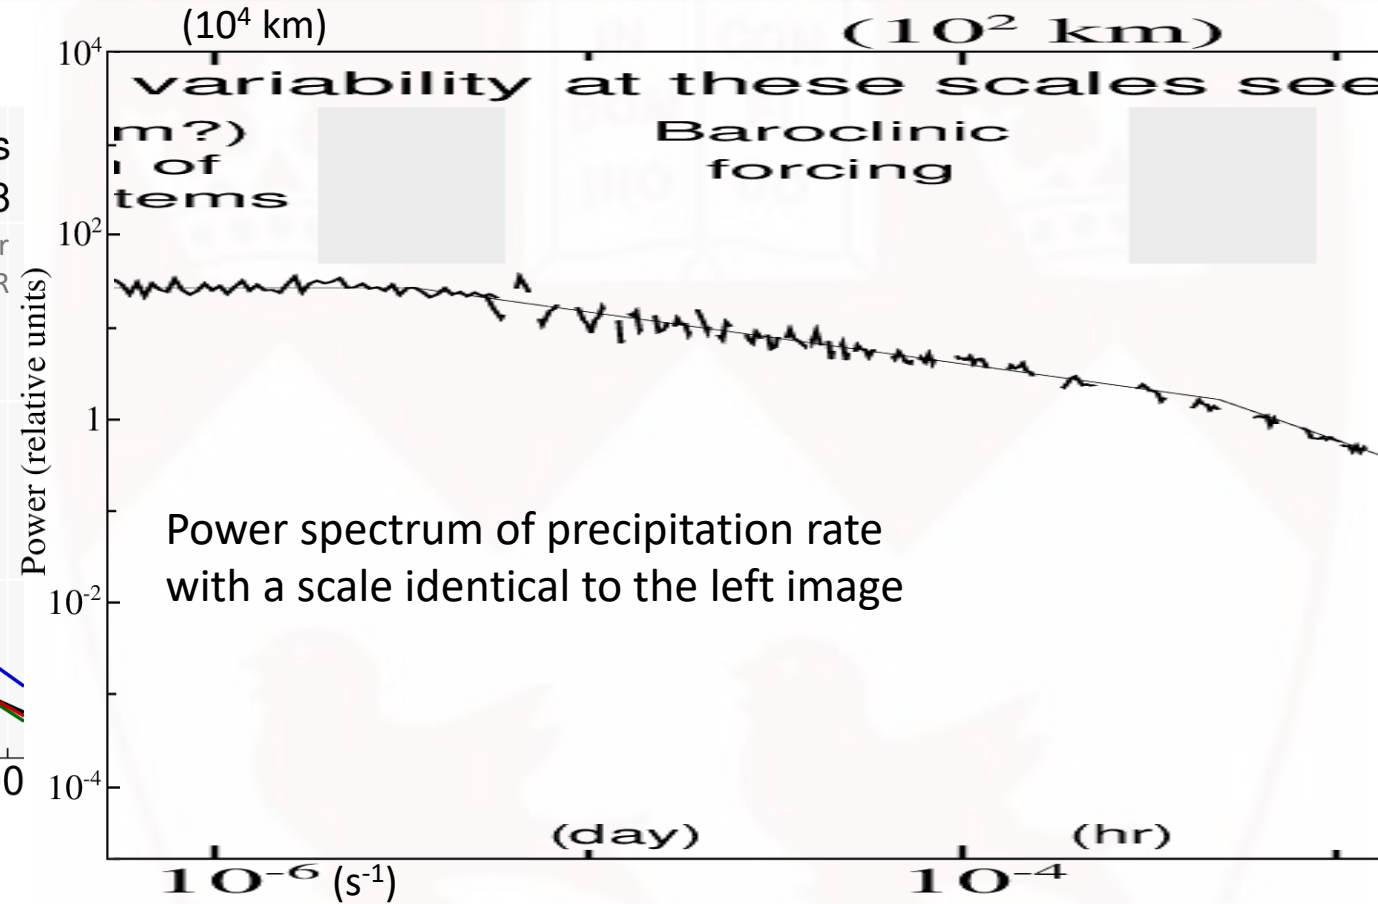 (10⁴ km) (10² km)
10⁴
variability at these scales see
m?)
of
tems
Baroclinic
forcing
s
3
r
R
10²
Power (relative units)
1
Power spectrum of precipitation rate
with a scale identical to the left image
10⁻²
10⁻⁴
0
(day) (hr)
10⁻⁶ (s⁻¹) 10⁻⁴